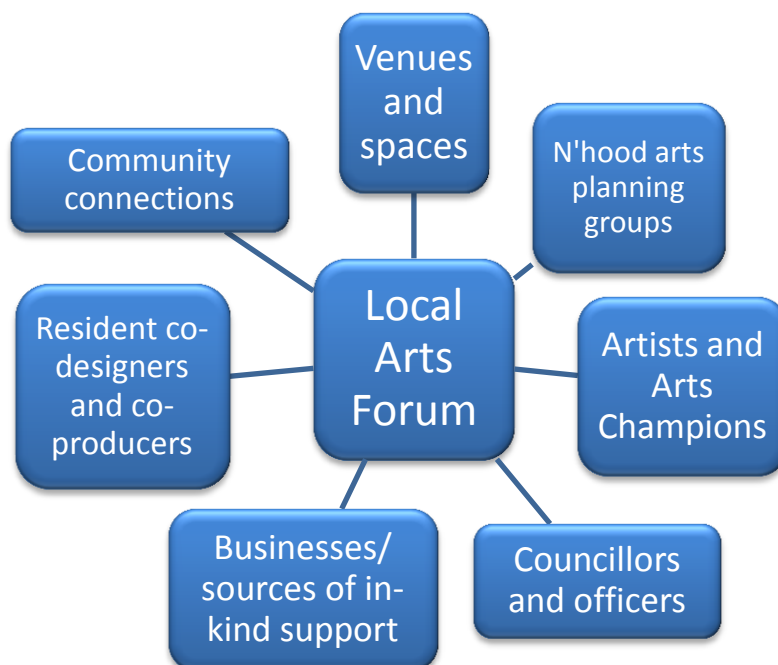 Venues
and
spaces
N'hood arts
planning
groups
Community
connections
Local
Arts
Forum
Resident co-
designers
and co-
producers
Artists and
Arts
Champions
Businesses/
sources of in-
kind support
Councillors
and officers